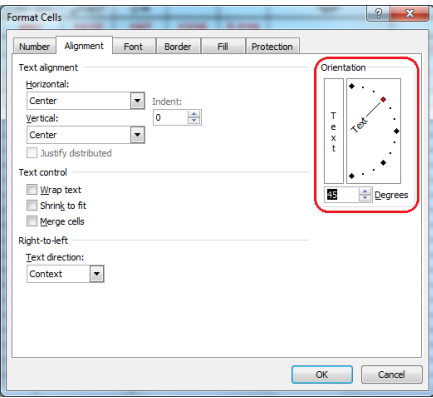 Format Cells
Number Alignment Font Border Fill Protection
Text alignment
Horizontal:
Center
Indent:
Vertical:
0
Center
Justify distributed
Text control
Wrap text
Shrink to fit
Merge cells
Right-to-left
Text direction:
Context
Orientation
Text
Text
45 Degrees
OK Cancel